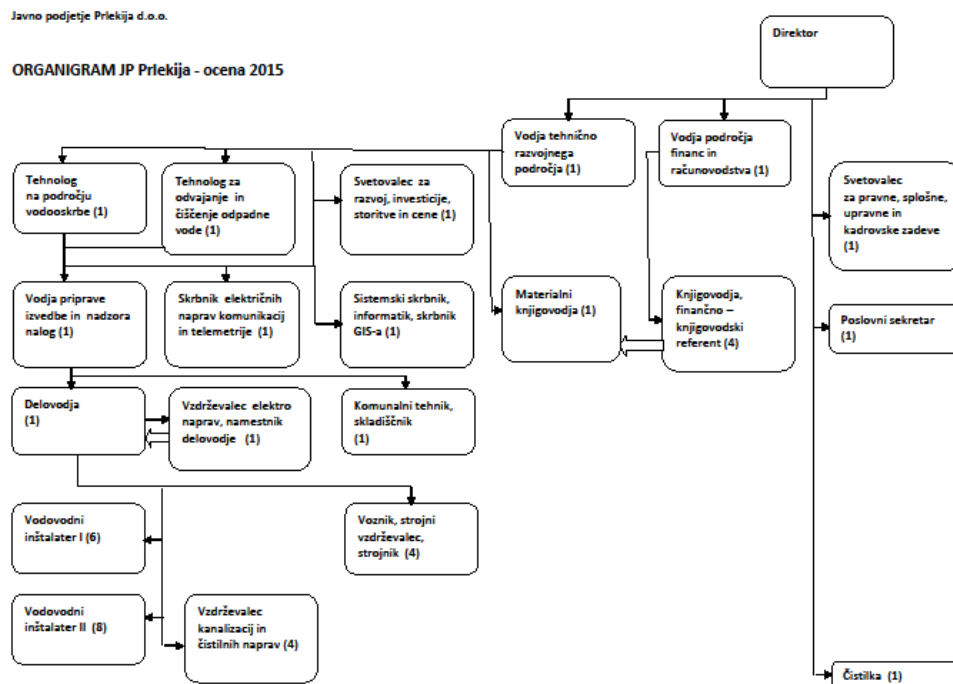 Javno podjetje Prlekija d.o.o.
ORGANIGRAM JP Prlekija - ocena 2015
Direktor
Vodja tehnično
razvojnega
področja (1)
Vodja področja
financ in
računovodstva (1)
Tehnolog
na področju
vodooskrbe (1)
Tehnolog za
odvajanje in
čiščenje odpadne
vode (1)
Svetovalec za
razvoj, investicije,
storitve in cene (1)
Svetovalec
za pravne, splošne,
upravne in
kadrovske zadeve
(1)
Vodja priprave
izvedbe in nadzora
nalog (1)
Skrbnik električnih
naprav komunikacij
in telemetrije (1)
Sistemski skrbnik,
informatik, skrbnik
GIS-a (1)
Materialni
knjigovodja (1)
Knjigovodja,
finančno –
knjigovodski
referent (4)
Poslovni sekretar
(1)
Delovodja
(1)
Vzdrževalec elektro
naprav, namestnik
delovodje (1)
Komunalni tehnik,
skladiščnik
(1)
Vodovodni
inštalater I (6)
Voznik, strojni
vzdrževalec,
strojnik (4)
Vodovodni
inštalater II (8)
Vzdrževalec
kanalizacij in
čistilnih naprav (4)
Čistilka (1)